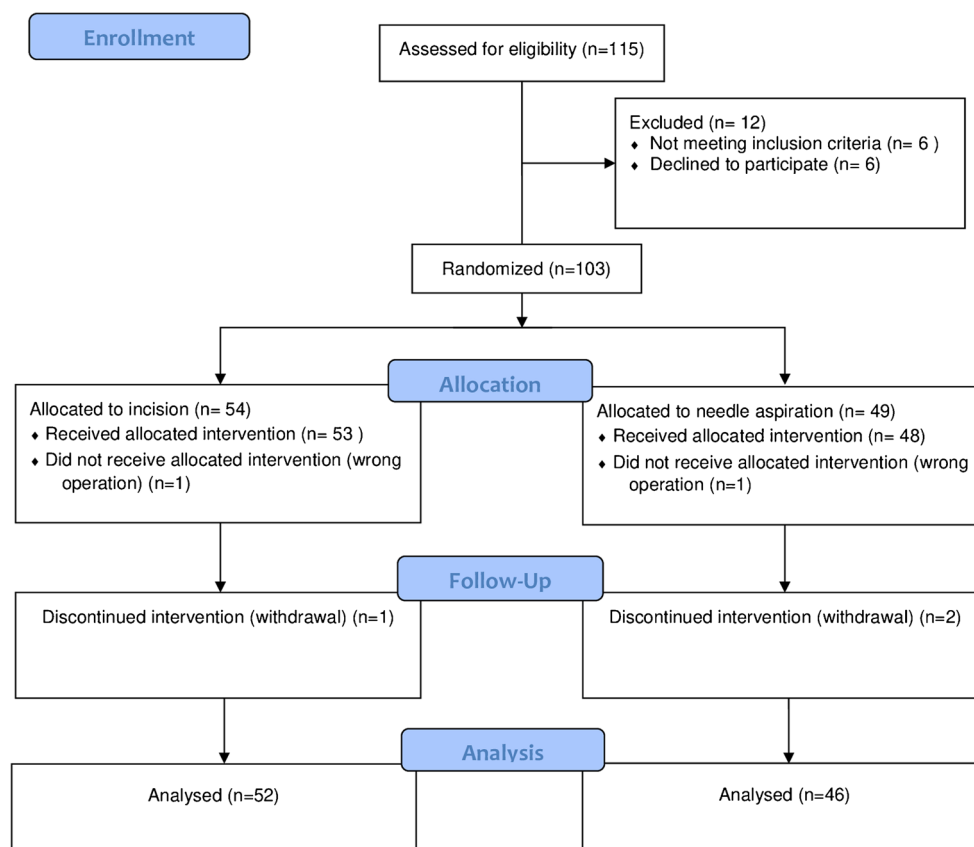 Enrollment
Assessed for eligibility (n=115)
Excluded (n= 12)
♦ Not meeting inclusion criteria (n= 6 )
♦ Declined to participate (n= 6)
Randomized (n=103)
Allocation
Allocated to incision (n= 54)
♦ Received allocated intervention (n= 53 )
♦ Did not receive allocated intervention (wrong
operation) (n=1)
Allocated to needle aspiration (n= 49)
♦ Received allocated intervention (n= 48)
♦ Did not receive allocated intervention (wrong
operation (n=1)
Follow-Up
Discontinued intervention (withdrawal) (n=1)
Discontinued intervention (withdrawal) (n=2)
Analysis
Analysed (n=52)
Analysed (n=46)